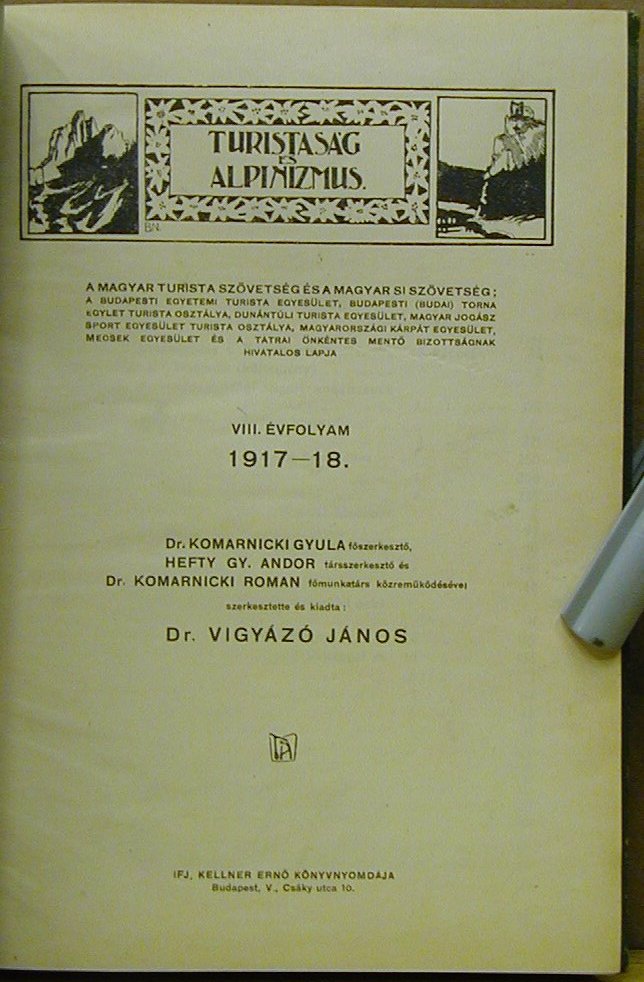 TURISTASÁG
ÉS
ALPINIZMUS.
BN.
A MAGYAR TURISTA SZÖVETSÉG ÉS A MAGYAR SI SZÖVETSÉG;
A BUDAPESTI EGYETEMI TURISTA EGYESÜLET, BUDAPESTI (BUDAI) TORNA
EGYLET TURISTA OSZTÁLYA, DUNÁNTÚLI TURISTA EGYESÜLET, MAGYAR JOGÁSZ
SPORT EGYESÜLET TURISTA OSZTÁLYA, MAGYARORSZÁGI KÁRPÁT EGYESÜLET,
MECSEK EGYESÜLET ÉS A TÁTRAI ÖNKÉNTES MENTŐ BIZOTTSÁGNAK
HIVATALOS LAPJA
VIII. ÉVFOLYAM
1917—18.
Dr. KOMARNICKI GYULA főszerkesztő,
HEFTY GY. ANDOR társszerkesztő és
Dr. KOMARNICKI ROMAN főmunkatárs közreműködésével
szerkesztette és kiadta:
Dr. VIGYÁZÓ JÁNOS
IFJ. KELLNER ERNŐ KÖNYVNYOMDÁJA
Budapest, V., Csáky utca 10.